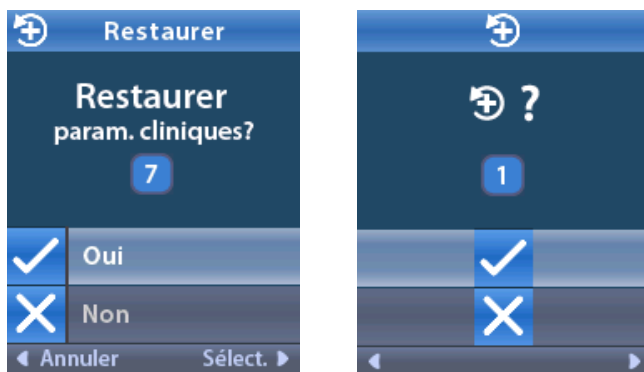 Restaurer
Restaurer
param. cliniques?
7
Oui
Non
Annuler Sélect.
?
1